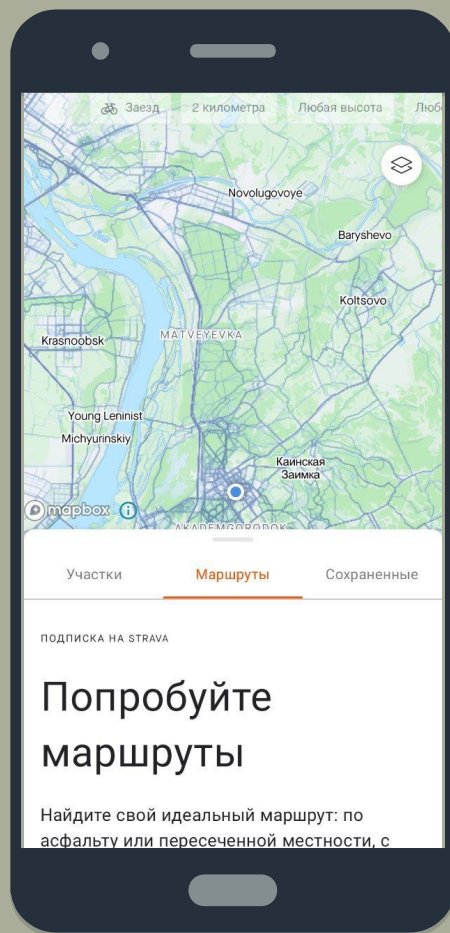 Заезд 2 километра Любая высота Люб
Novolugovoye
Baryshevo
Koltsovo
MATVEYEVKA
Krasnoobsk
Young Leninist
Michyurinskiy
Каинская
Заимка
mapbox
AKADEMGORODOK
Участки Маршруты Сохраненные
ПОДПИСКА НА STRAVA
Попробуйте
маршруты
Найдите свой идеальный маршрут: по
асфальту или пересеченной местности, с